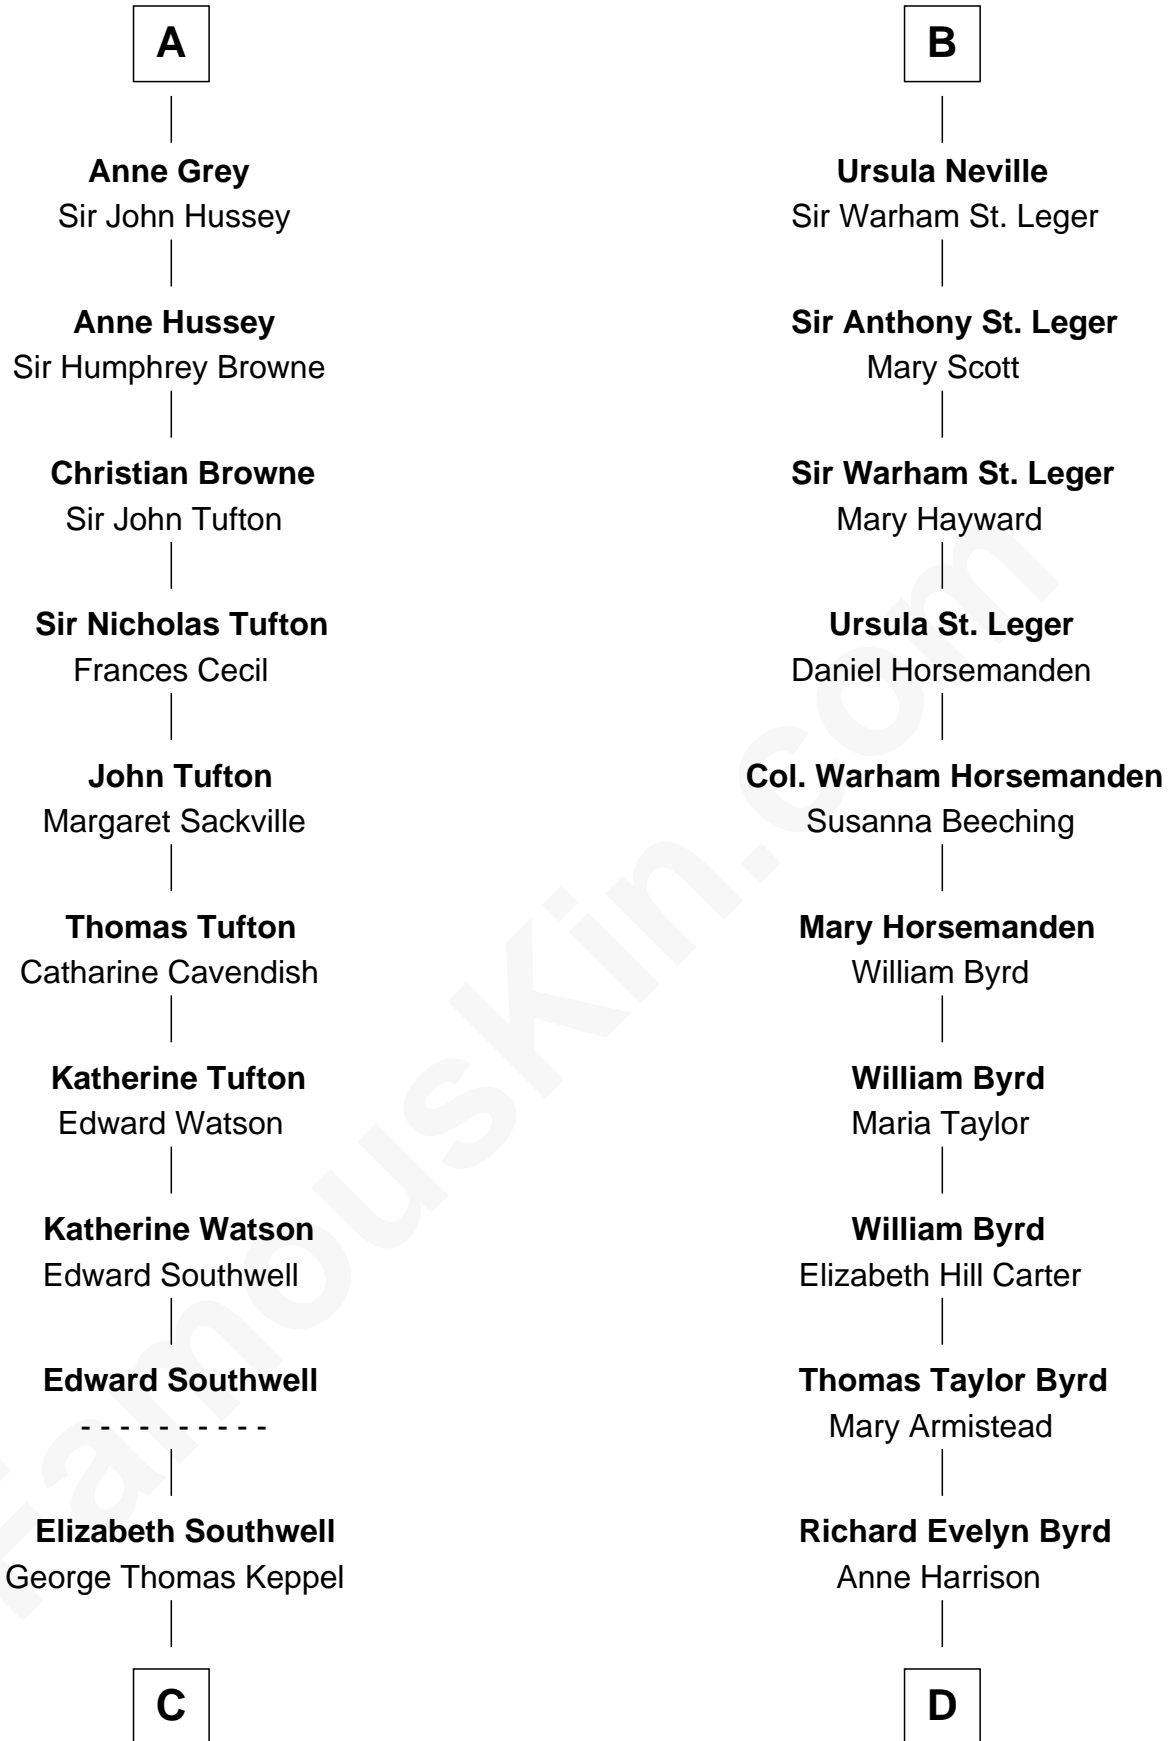 A
Anne Grey
Sir John Hussey
Anne Hussey
Sir Humphrey Browne
Christian Browne
Sir John Tufton
Sir Nicholas Tufton
Frances Cecil
John Tufton
Margaret Sackville
Thomas Tufton
Catharine Cavendish
Katherine Tufton
Edward Watson
Katherine Watson
Edward Southwell
Edward Southwell
- - - - - - - - - -
Elizabeth Southwell
George Thomas Keppel
C
B
Ursula Neville
Sir Warham St. Leger
Sir Anthony St. Leger
Mary Scott
Sir Warham St. Leger
Mary Hayward
Ursula St. Leger
Daniel Horsemanden
Col. Warham Horsemanden
Susanna Beeching
Mary Horsemanden
William Byrd
William Byrd
Maria Taylor
William Byrd
Elizabeth Hill Carter
Thomas Taylor Byrd
Mary Armistead
Richard Evelyn Byrd
Anne Harrison
D
FamousKin.com